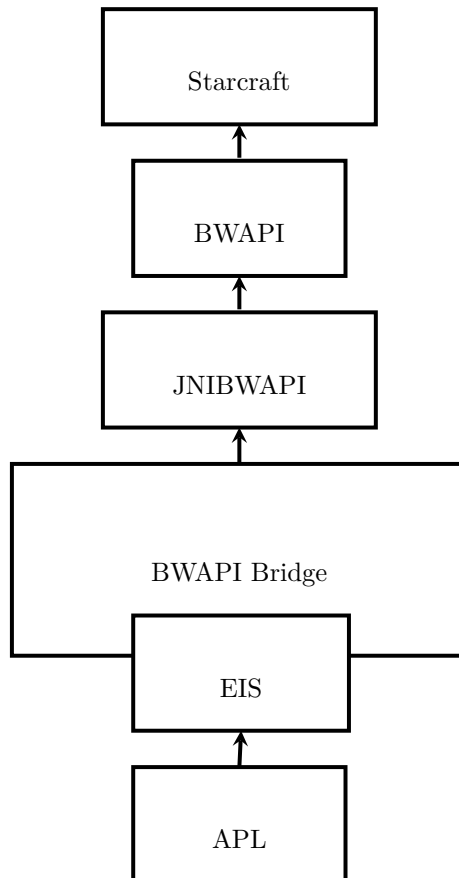 Starcraft
BWAPI
JNIBWAPI
BWAPI Bridge
EIS
APL